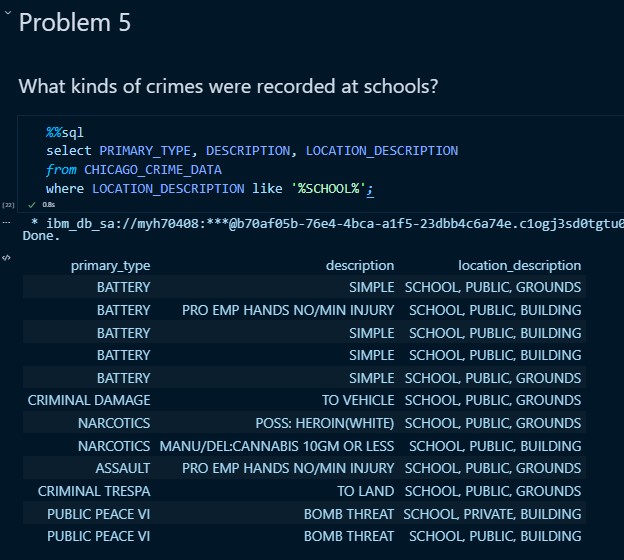 Problem 5
What kinds of crimes were recorded at schools?
%%sql
select PRIMARY_TYPE, DESCRIPTION, LOCATION_DESCRIPTION
from CHICAGO_CRIME_DATA
where LOCATION_DESCRIPTION like '%SCHOOL%';
[22] ✓ 0.8s
* ibm_db_sa://myh70408:***@b70af05b-76e4-4bca-a1f5-23dbb4c6a74e.c1ogj3sd0tgtu0
Done.
primary_type description location_description
BATTERY SIMPLE SCHOOL, PUBLIC, GROUNDS
BATTERY PRO EMP HANDS NO/MIN INJURY SCHOOL, PUBLIC, BUILDING
BATTERY SIMPLE SCHOOL, PUBLIC, GROUNDS
BATTERY SIMPLE SCHOOL, PUBLIC, BUILDING
BATTERY SIMPLE SCHOOL, PUBLIC, GROUNDS
CRIMINAL DAMAGE TO VEHICLE SCHOOL, PUBLIC, GROUNDS
NARCOTICS POSS: HEROIN(WHITE) SCHOOL, PUBLIC, GROUNDS
NARCOTICS MANU/DEL:CANNABIS 10GM OR LESS SCHOOL, PUBLIC, BUILDING
ASSAULT PRO EMP HANDS NO/MIN INJURY SCHOOL, PUBLIC, GROUNDS
CRIMINAL TRESPA TO LAND SCHOOL, PUBLIC, GROUNDS
PUBLIC PEACE VI BOMB THREAT SCHOOL, PRIVATE, BUILDING
PUBLIC PEACE VI BOMB THREAT SCHOOL, PUBLIC, BUILDING